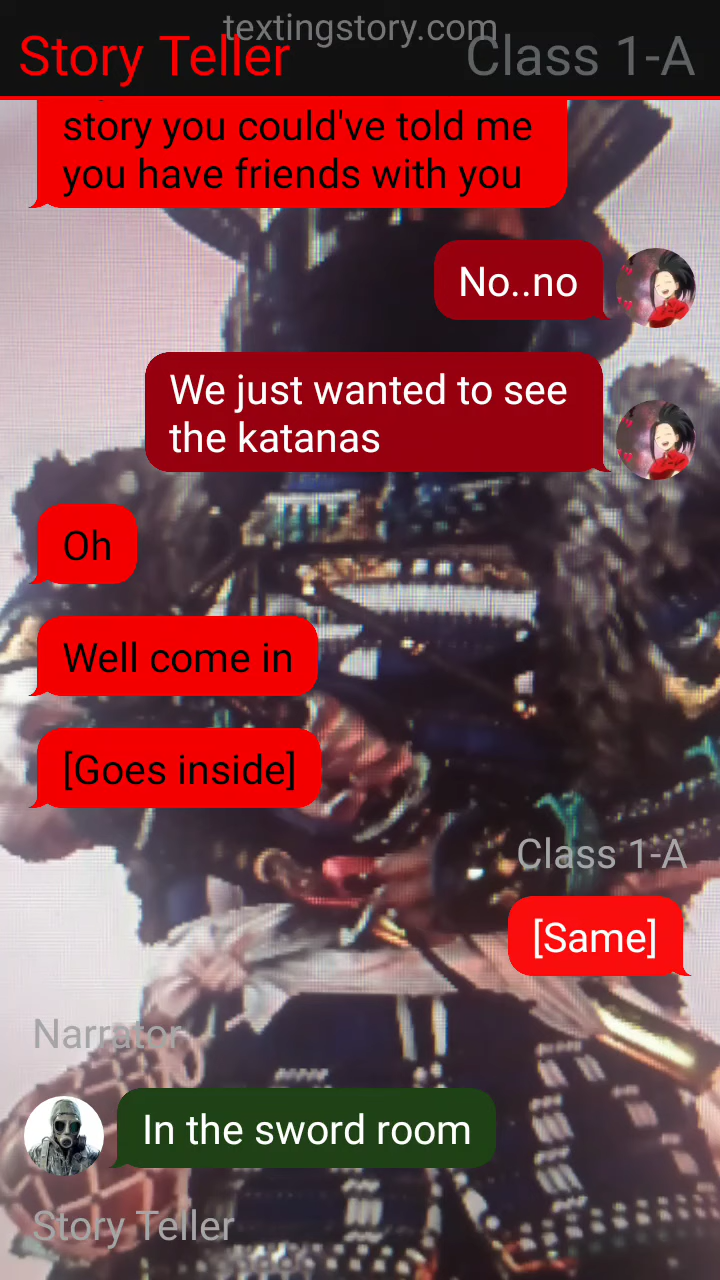 textingstory.com
Story Teller
Class 1-A
story you could've told me
you have friends with you
No..no
We just wanted to see
the katanas
Oh
Well come in
[Goes inside]
Class 1-A
[Same]
Narrator
In the sword room
Story Teller